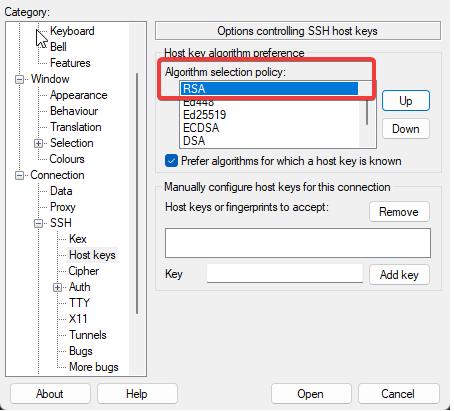 Category:
Keyboard
Bell
Features
Window
Appearance
Behaviour
Translation
Selection
Colours
Connection
Data
Proxy
SSH
Kex
Host keys
Cipher
Auth
TTY
X11
Tunnels
Bugs
More bugs
Options controlling SSH host keys
Host key algorithm preference
Algorithm selection policy:
RSA
Ed448
Ed25519
ECDSA
DSA
Up
Down
Prefer algorithms for which a host key is known
Manually configure host keys for this connection
Host keys or fingerprints to accept:
Remove
Key
Add key
About
Help
Open
Cancel